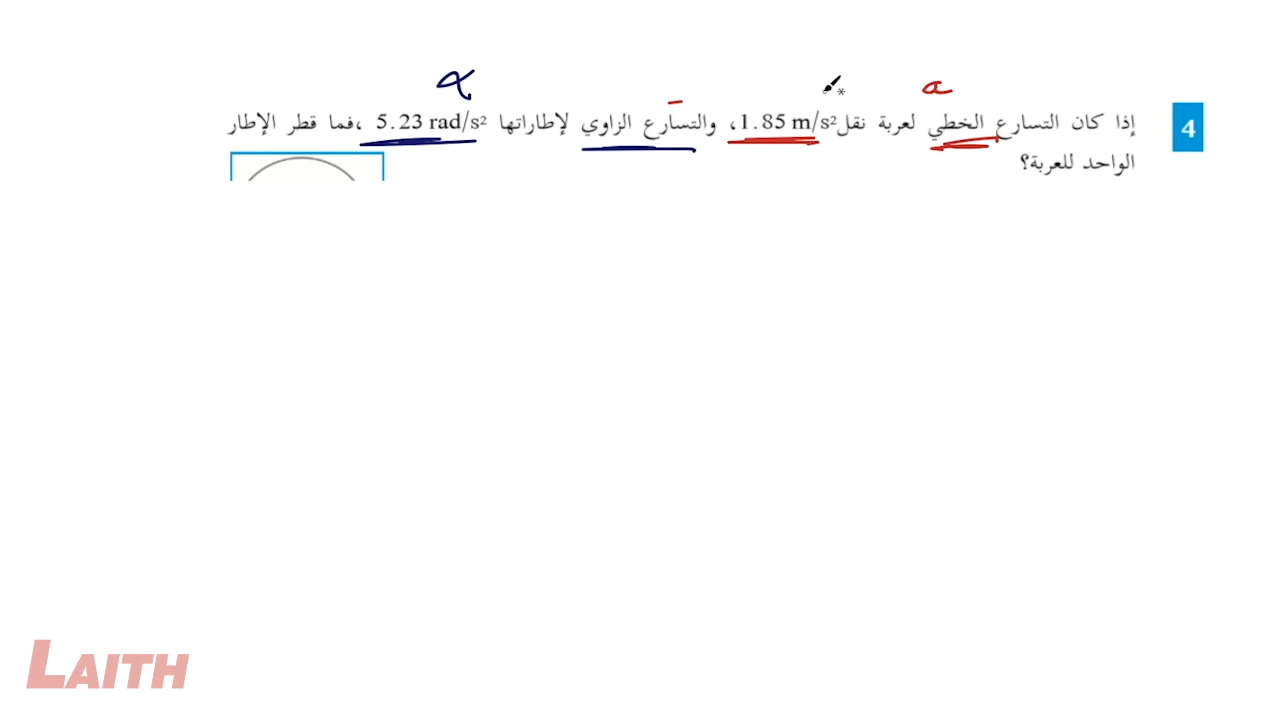 α
a
4
إذا كان التسارع الخطي لعربة نقل 1.85 m/s²، والتسارع الزاوي لإطاراتها 5.23 rad/s² ،فما قطر الإطار
الواحد للعربة؟
LAITH